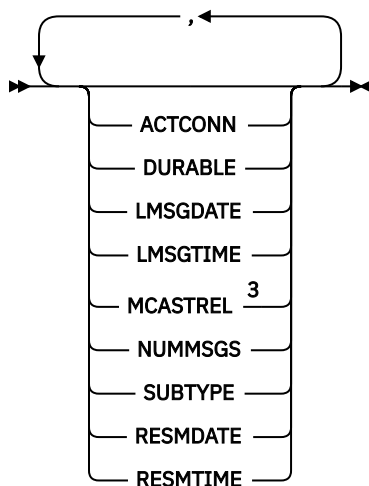 ,
ACTCONN
DURABLE
LMSGDATE
LMSGTIME
MCASTREL 3
NUMMSGS
SUBTYPE
RESMDATE
RESMTIME